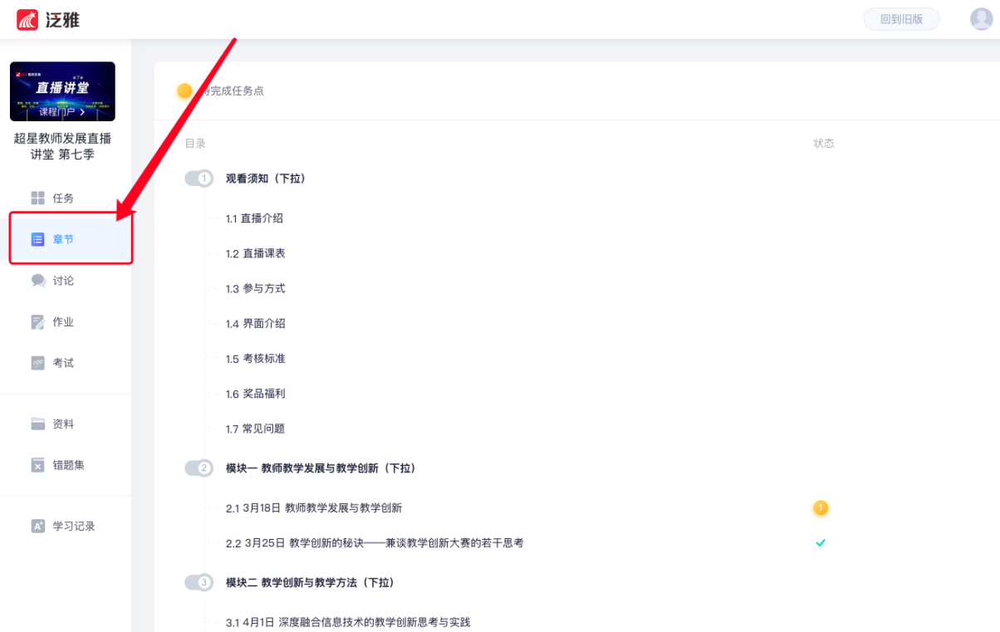 泛雅
回到旧版
直播讲堂
课程门户
超星教师发展直播
讲堂 第七季
任务
章节
讨论
作业
考试
资料
错题集
学习记录
待完成任务点
目录
状态
1
观看须知（下拉）
1.1 直播介绍
1.2 直播课表
1.3 参与方式
1.4 界面介绍
1.5 考核标准
1.6 奖品福利
1.7 常见问题
2
模块一 教师教学发展与教学创新（下拉）
2.1 3月18日 教师教学发展与教学创新
1
2.2 3月25日 教学创新的秘诀——兼谈教学创新大赛的若干思考
3
模块二 教学创新与教学方法（下拉）
3.1 4月1日 深度融合信息技术的教学创新思考与实践